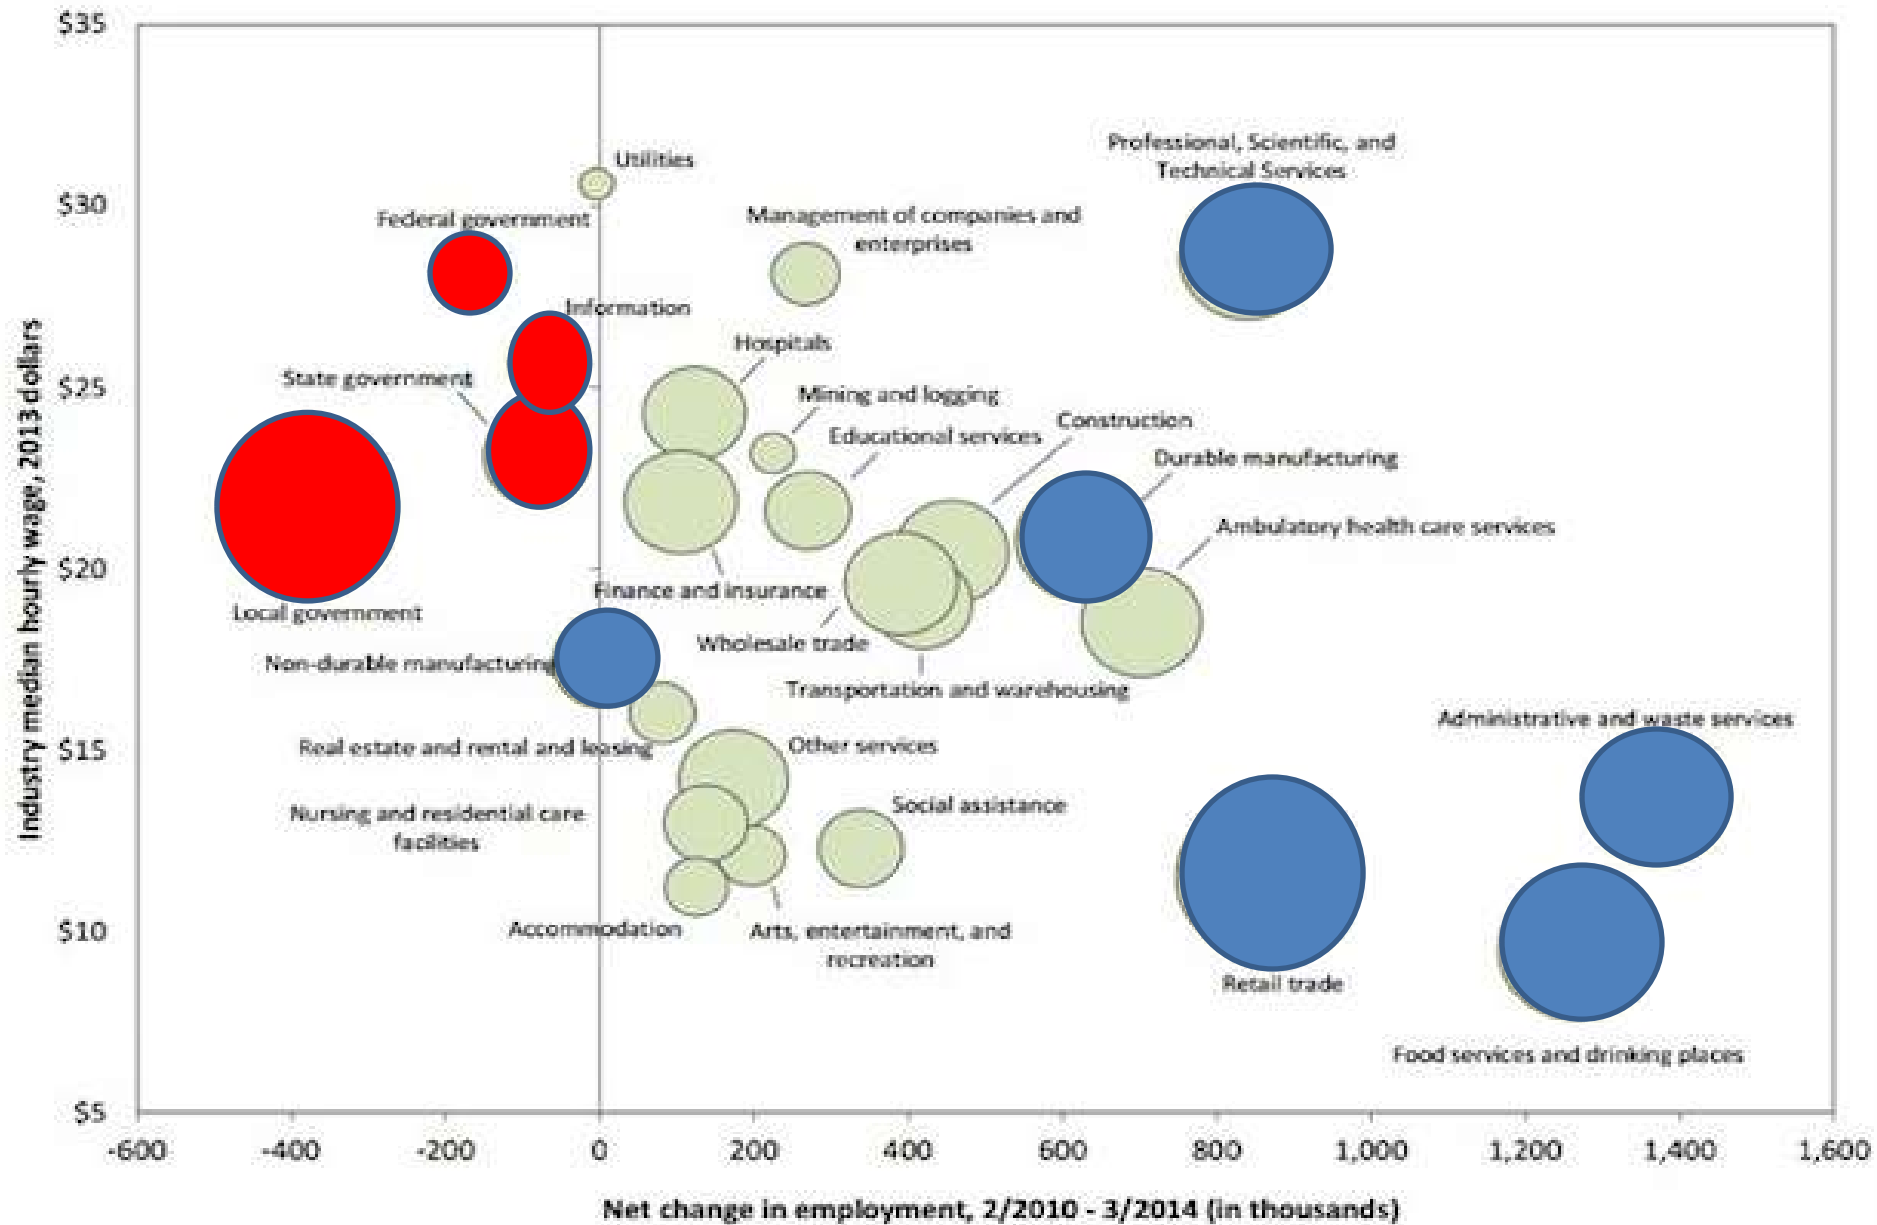 $35
Professional, Scientific, and
Technical Services
Utilities
$30
Federal government
Management of companies and
enterprises
Information
Hospitals
State government
$25
Mining and logging
Educational services
Construction
Durable manufacturing
Ambulatory health care services
$20
Finance and insurance
Local government
Wholesale trade
Non-durable manufacturing
Transportation and warehousing
Administrative and waste services
Real estate and rental and leasing
$15
Other services
Social assistance
Nursing and residential care
facilities
$10
Accommodation
Arts, entertainment, and
recreation
Retail trade
Food services and drinking places
$5
Industry median hourly wage, 2013 dollars
-600 -400 -200 0 200 400 600 800 1,000 1,200 1,400 1,600
Net change in employment, 2/2010 - 3/2014 (in thousands)